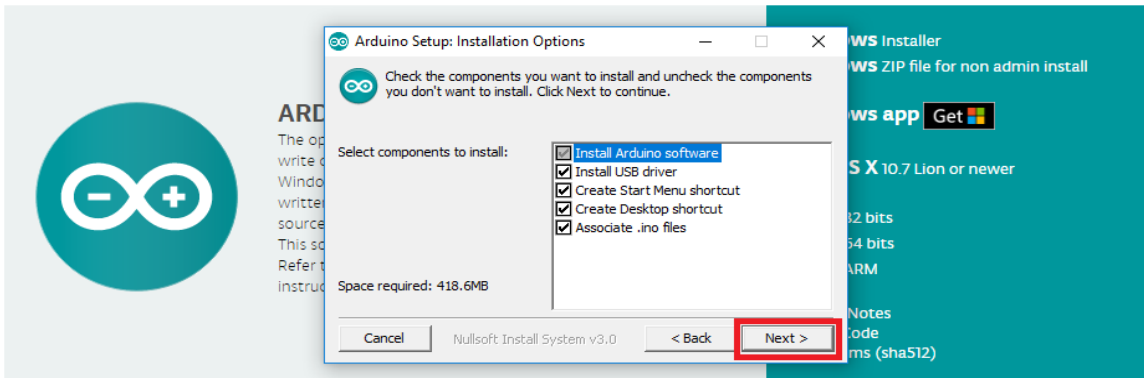 Arduino Setup: Installation Options
Check the components you want to install and uncheck the components
you don't want to install. Click Next to continue.
Select components to install:
Install Arduino software
Install USB driver
Create Start Menu shortcut
Create Desktop shortcut
Associate .ino files
Space required: 418.6MB
Cancel
Nullsoft Install System v3.0
< Back
Next >
ARD
The op
write
Windo
writte
source
This
Refer
instruc
ows Installer
ows ZIP file for non admin install
ows app Get
S X 10.7 Lion or newer
32 bits
64 bits
ARM
Notes
ode
ms (sha512)